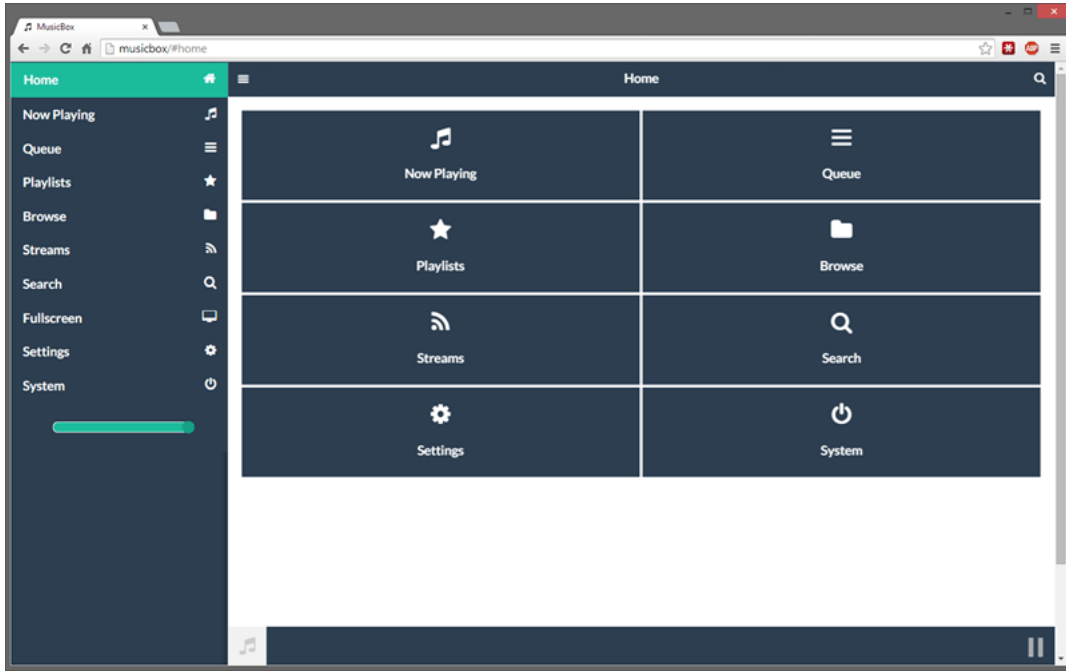 MusicBox
musicbox/#home
ABP
Home
Home
Now Playing
Queue
Playlists
Browse
Streams
Search
Fullscreen
Settings
System
Now Playing
Queue
Playlists
Browse
Streams
Search
Settings
System